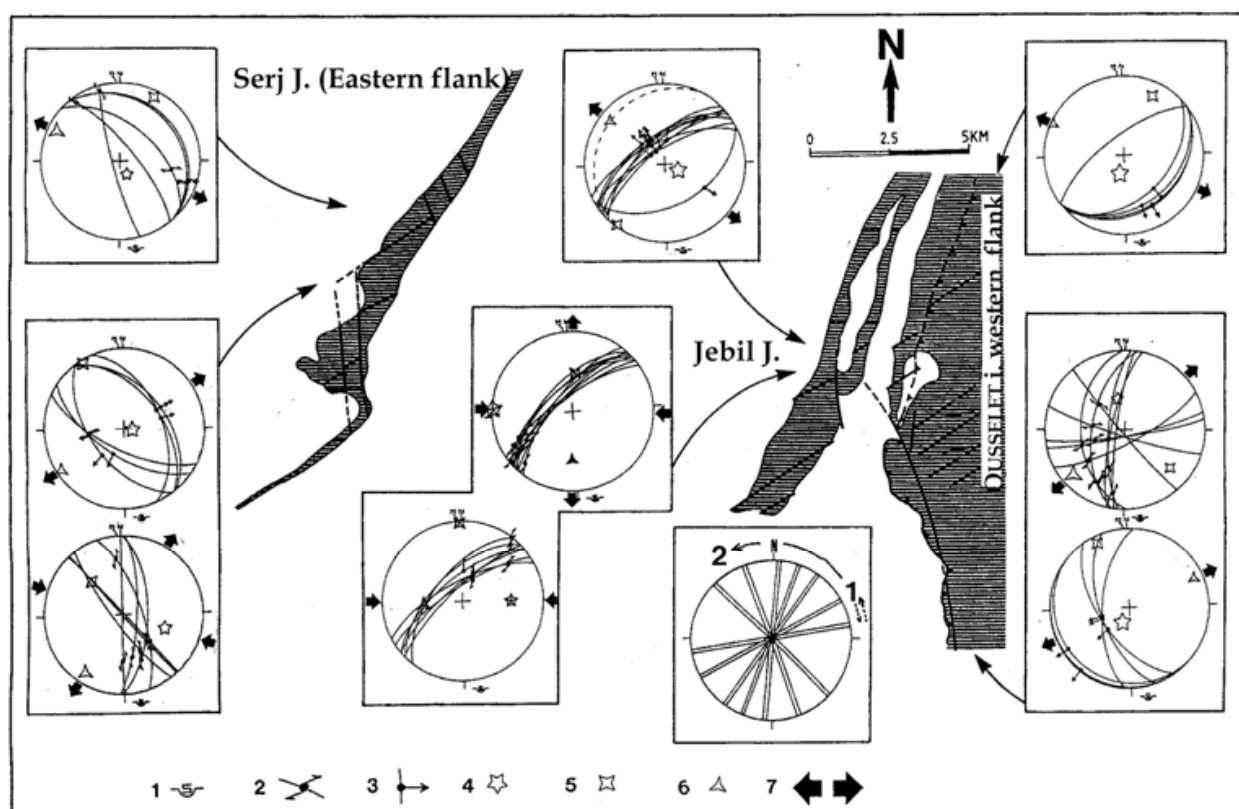 Serj J. (Eastern flank)
N
0 2.5 5KM
Jebil J.
OUSSELET j. western flank
2 N
1
1 5 2 3 4 5 6 7